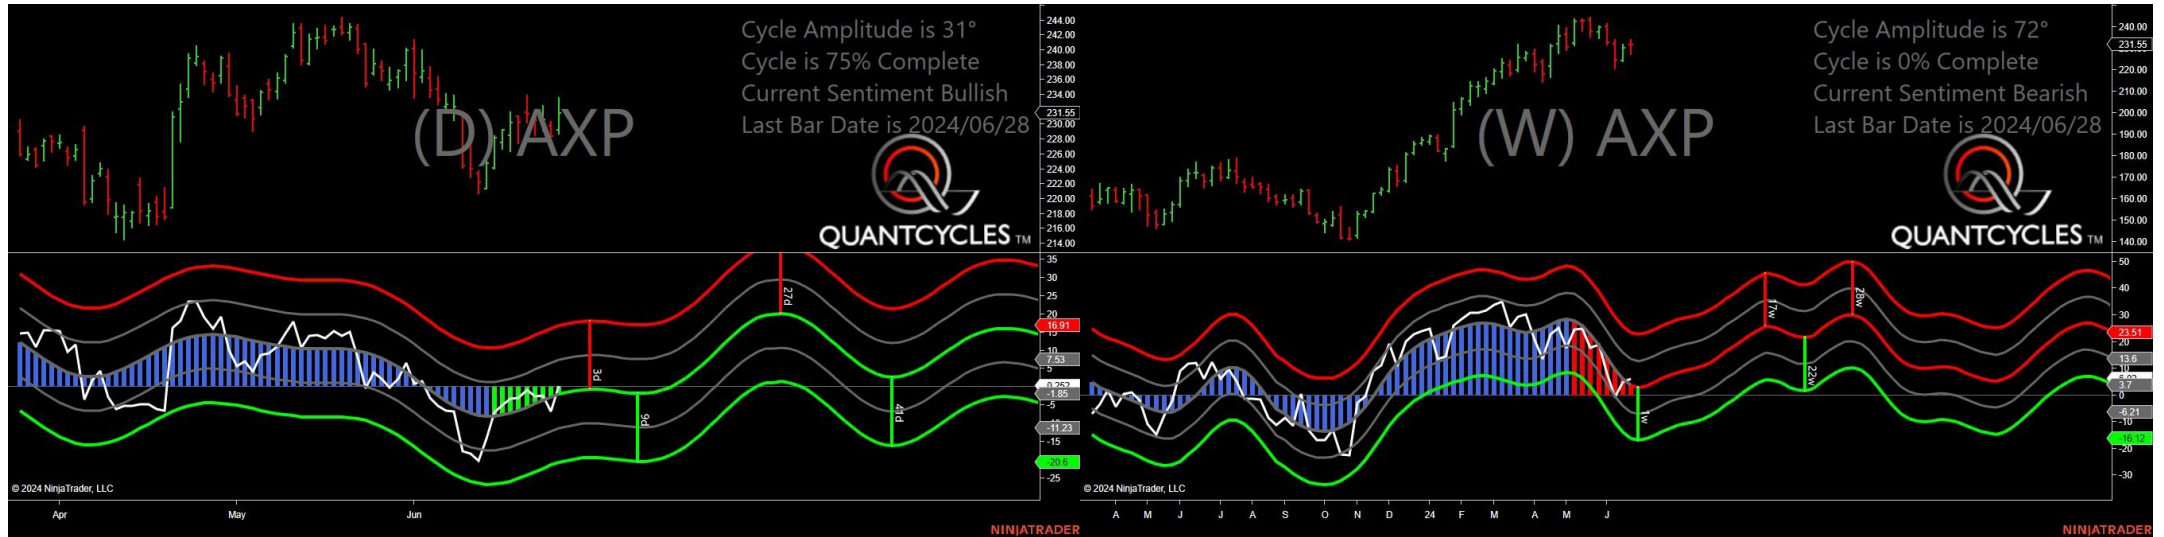 Cycle Amplitude is 31°
Cycle is 75% Complete
Current Sentiment Bullish
Last Bar Date is 2024/06/28
(D) AXP
QUANTCYCLES TM
244.00
242.00
240.00
238.00
236.00
234.00
231.55
230.00
228.00
226.00
224.00
222.00
220.00
218.00
216.00
214.00
35
30
25
20
16.91
15
10
7.53
5
0.252
-1.85
-5
-11.23
-15
-20.6
-25
3d
9d
27d
41d
© 2024 NinjaTrader, LLC
Apr May Jun
NINJATRADER
Cycle Amplitude is 72°
Cycle is 0% Complete
Current Sentiment Bearish
Last Bar Date is 2024/06/28
(W) AXP
QUANTCYCLES TM
240.00
231.55
220.00
210.00
200.00
190.00
180.00
170.00
160.00
150.00
140.00
50
40
30
23.51
20
13.6
10
3.7
0
-6.21
-10
-16.12
-20
-30
1w
17w
22w
28w
© 2024 NinjaTrader, LLC
A M J J A S O N D 24 F M A M J
NINJATRADER